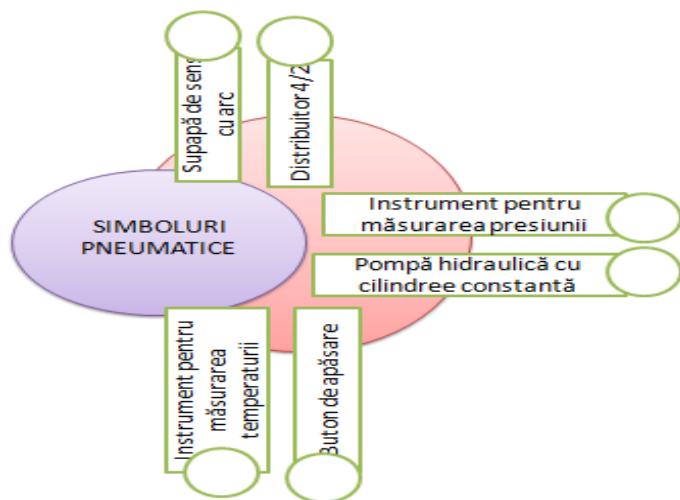 Supapă de sens
cu arc
Distribuitor 4/2
Instrument pentru
măsurarea presiunii
SIMBOLURI
PNEUMATICE
Pompă hidraulică cu
cilindree constantă
Instrument pentru
măsurarea
temperaturii
Buton de apăsare